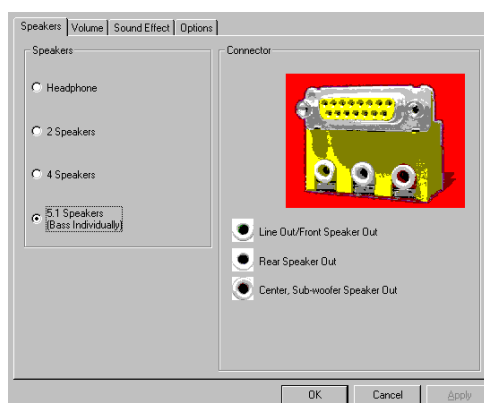 Speakers Volume Sound Effect Options
Speakers
Headphone
2 Speakers
4 Speakers
5.1 Speakers
(Bass Individually)
Connector
Line Out/Front Speaker Out
Rear Speaker Out
Center, Sub-woofer Speaker Out
OK Cancel Apply